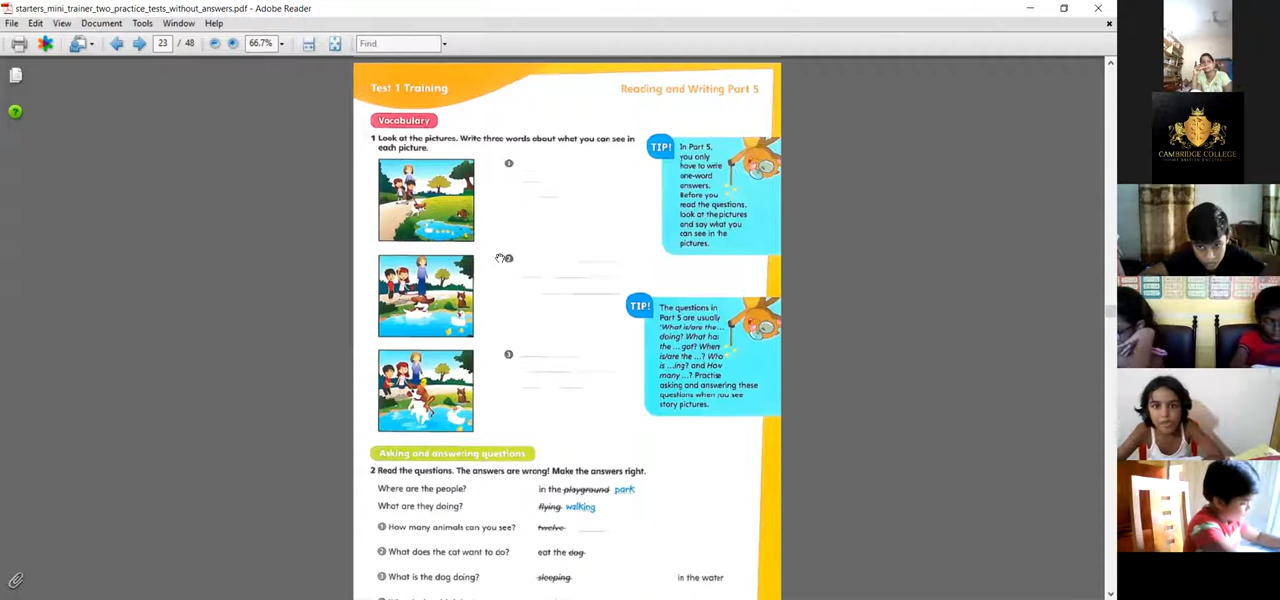 starters_mini_trainer_two_practice_tests_without_answers.pdf - Adobe Reader
File Edit View Document Tools Window Help
23 / 48 66.7% Find
Test 1 Training
Reading and Writing Part 5
Vocabulary
1 Look at the pictures. Write three words about what you can see in
each picture.
1
2
3
TIP!
In Part 5,
you only
have to write
one-word
answers.
Before you
read the questions,
look at the pictures
and say what you
can see in the
pictures.
TIP!
The questions in
Part 5 are usually
'What is/are the...
doing? What has
the ... got? When
is/are the ...? Who
is ...ing? and How
many ...? Practise
asking and answering these
questions when you see
story pictures.
Asking and answering questions
2 Read the questions. The answers are wrong! Make the answers right.
Where are the people? in the playground park
What are they doing? flying walking
1 How many animals can you see? twelve
2 What does the cat want to do? eat the dog
3 What is the dog doing? sleeping in the water
CAMBRIDGE COLLEGE